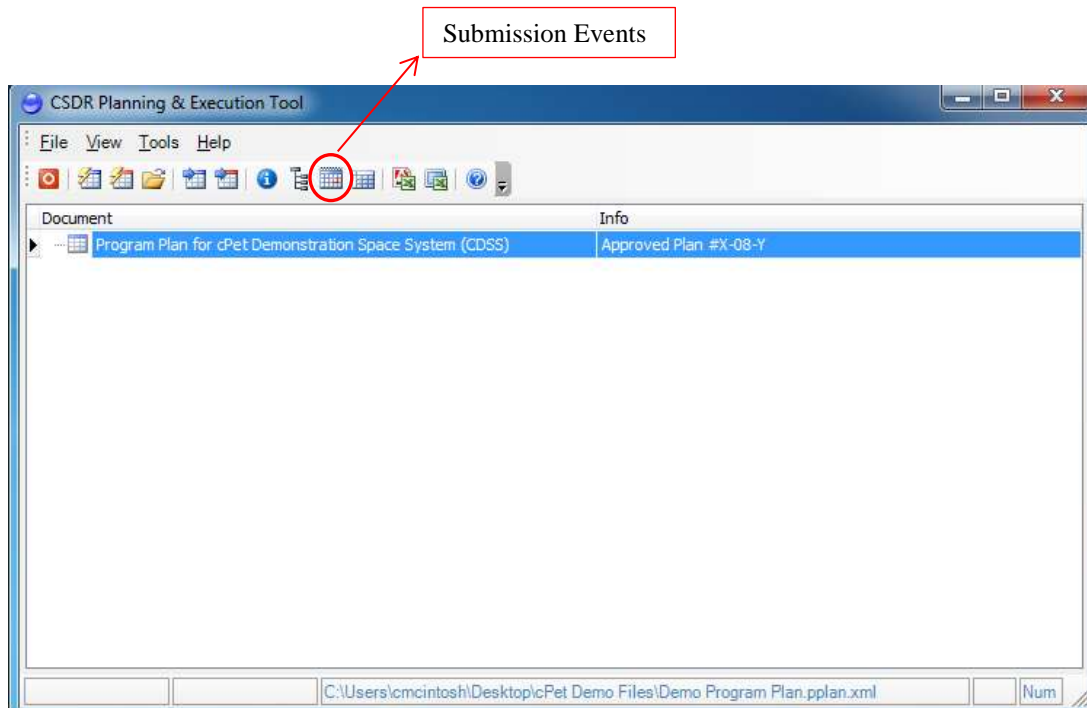 Submission Events
CSDR Planning & Execution Tool
File View Tools Help
Document Info
Program Plan for cPet Demonstration Space System (CDSS) Approved Plan #X-08-Y
C:\Users\cmcintosh\Desktop\cPet Demo Files\Demo Program Plan.pplan.xml Num